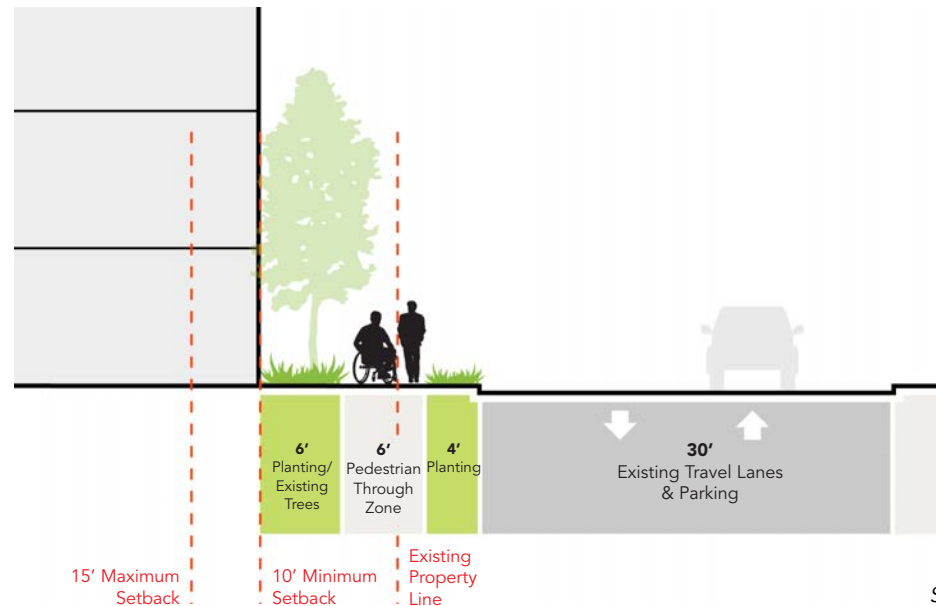 6’
Planting/
Existing
Trees
6’
Pedestrian
Through
Zone
4’
Planting
30’
Existing Travel Lanes
& Parking
15’ Maximum
Setback
10’ Minimum
Setback
Existing
Property
Line
S